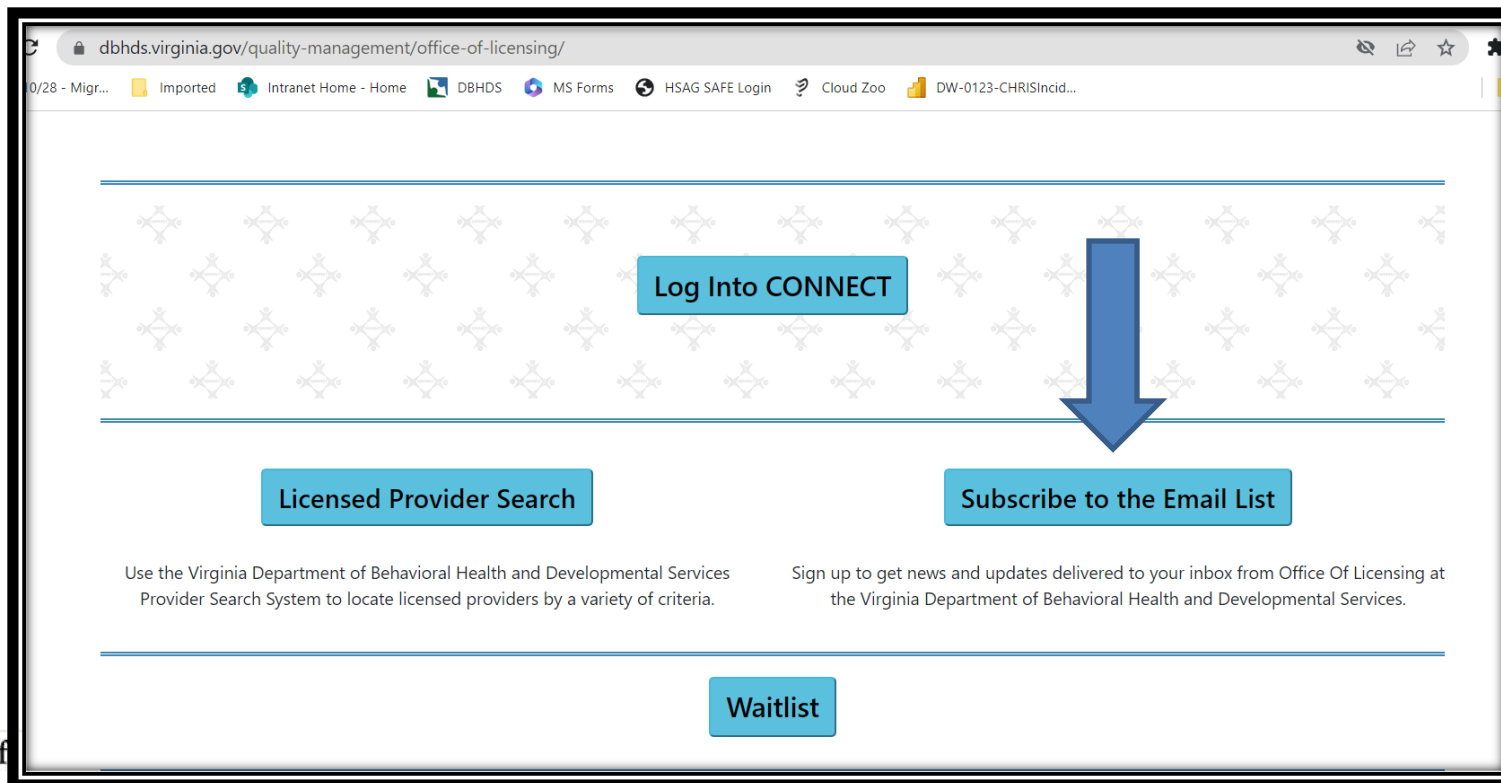 dbhds.virginia.gov/quality-management/office-of-licensing/
10/28 - Migr... Imported Intranet Home - Home DBHDS MS Forms HSAG SAFE Login Cloud Zoo DW-0123-CHRISIncid...
Log Into CONNECT
Licensed Provider Search
Subscribe to the Email List
Use the Virginia Department of Behavioral Health and Developmental Services
Provider Search System to locate licensed providers by a variety of criteria.
Sign up to get news and updates delivered to your inbox from Office Of Licensing at
the Virginia Department of Behavioral Health and Developmental Services.
Waitlist